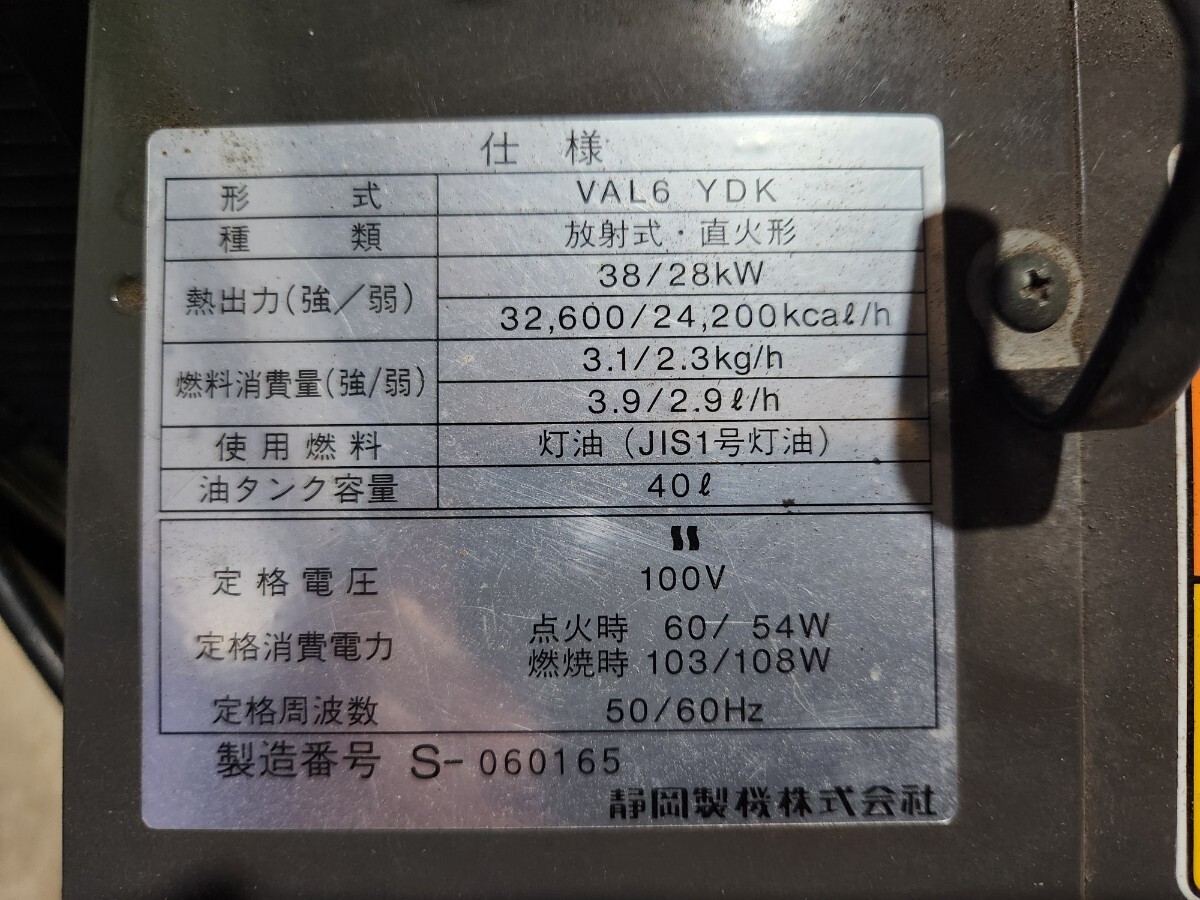 仕 様
形 式 VAL6 YDK
種 類 放射式・直火形
熱出力(強/弱) 38/28kW
32,600/24,200kcaℓ/h
燃料消費量(強/弱) 3.1/2.3kg/h
3.9/2.9ℓ/h
使用燃料 灯油(JIS1号灯油)
油タンク容量 40ℓ
定格電圧 100V
定格消費電力 点火時 60/ 54W
燃焼時 103/108W
定格周波数 50/60Hz
製造番号 S-060165
静岡製機株式会社